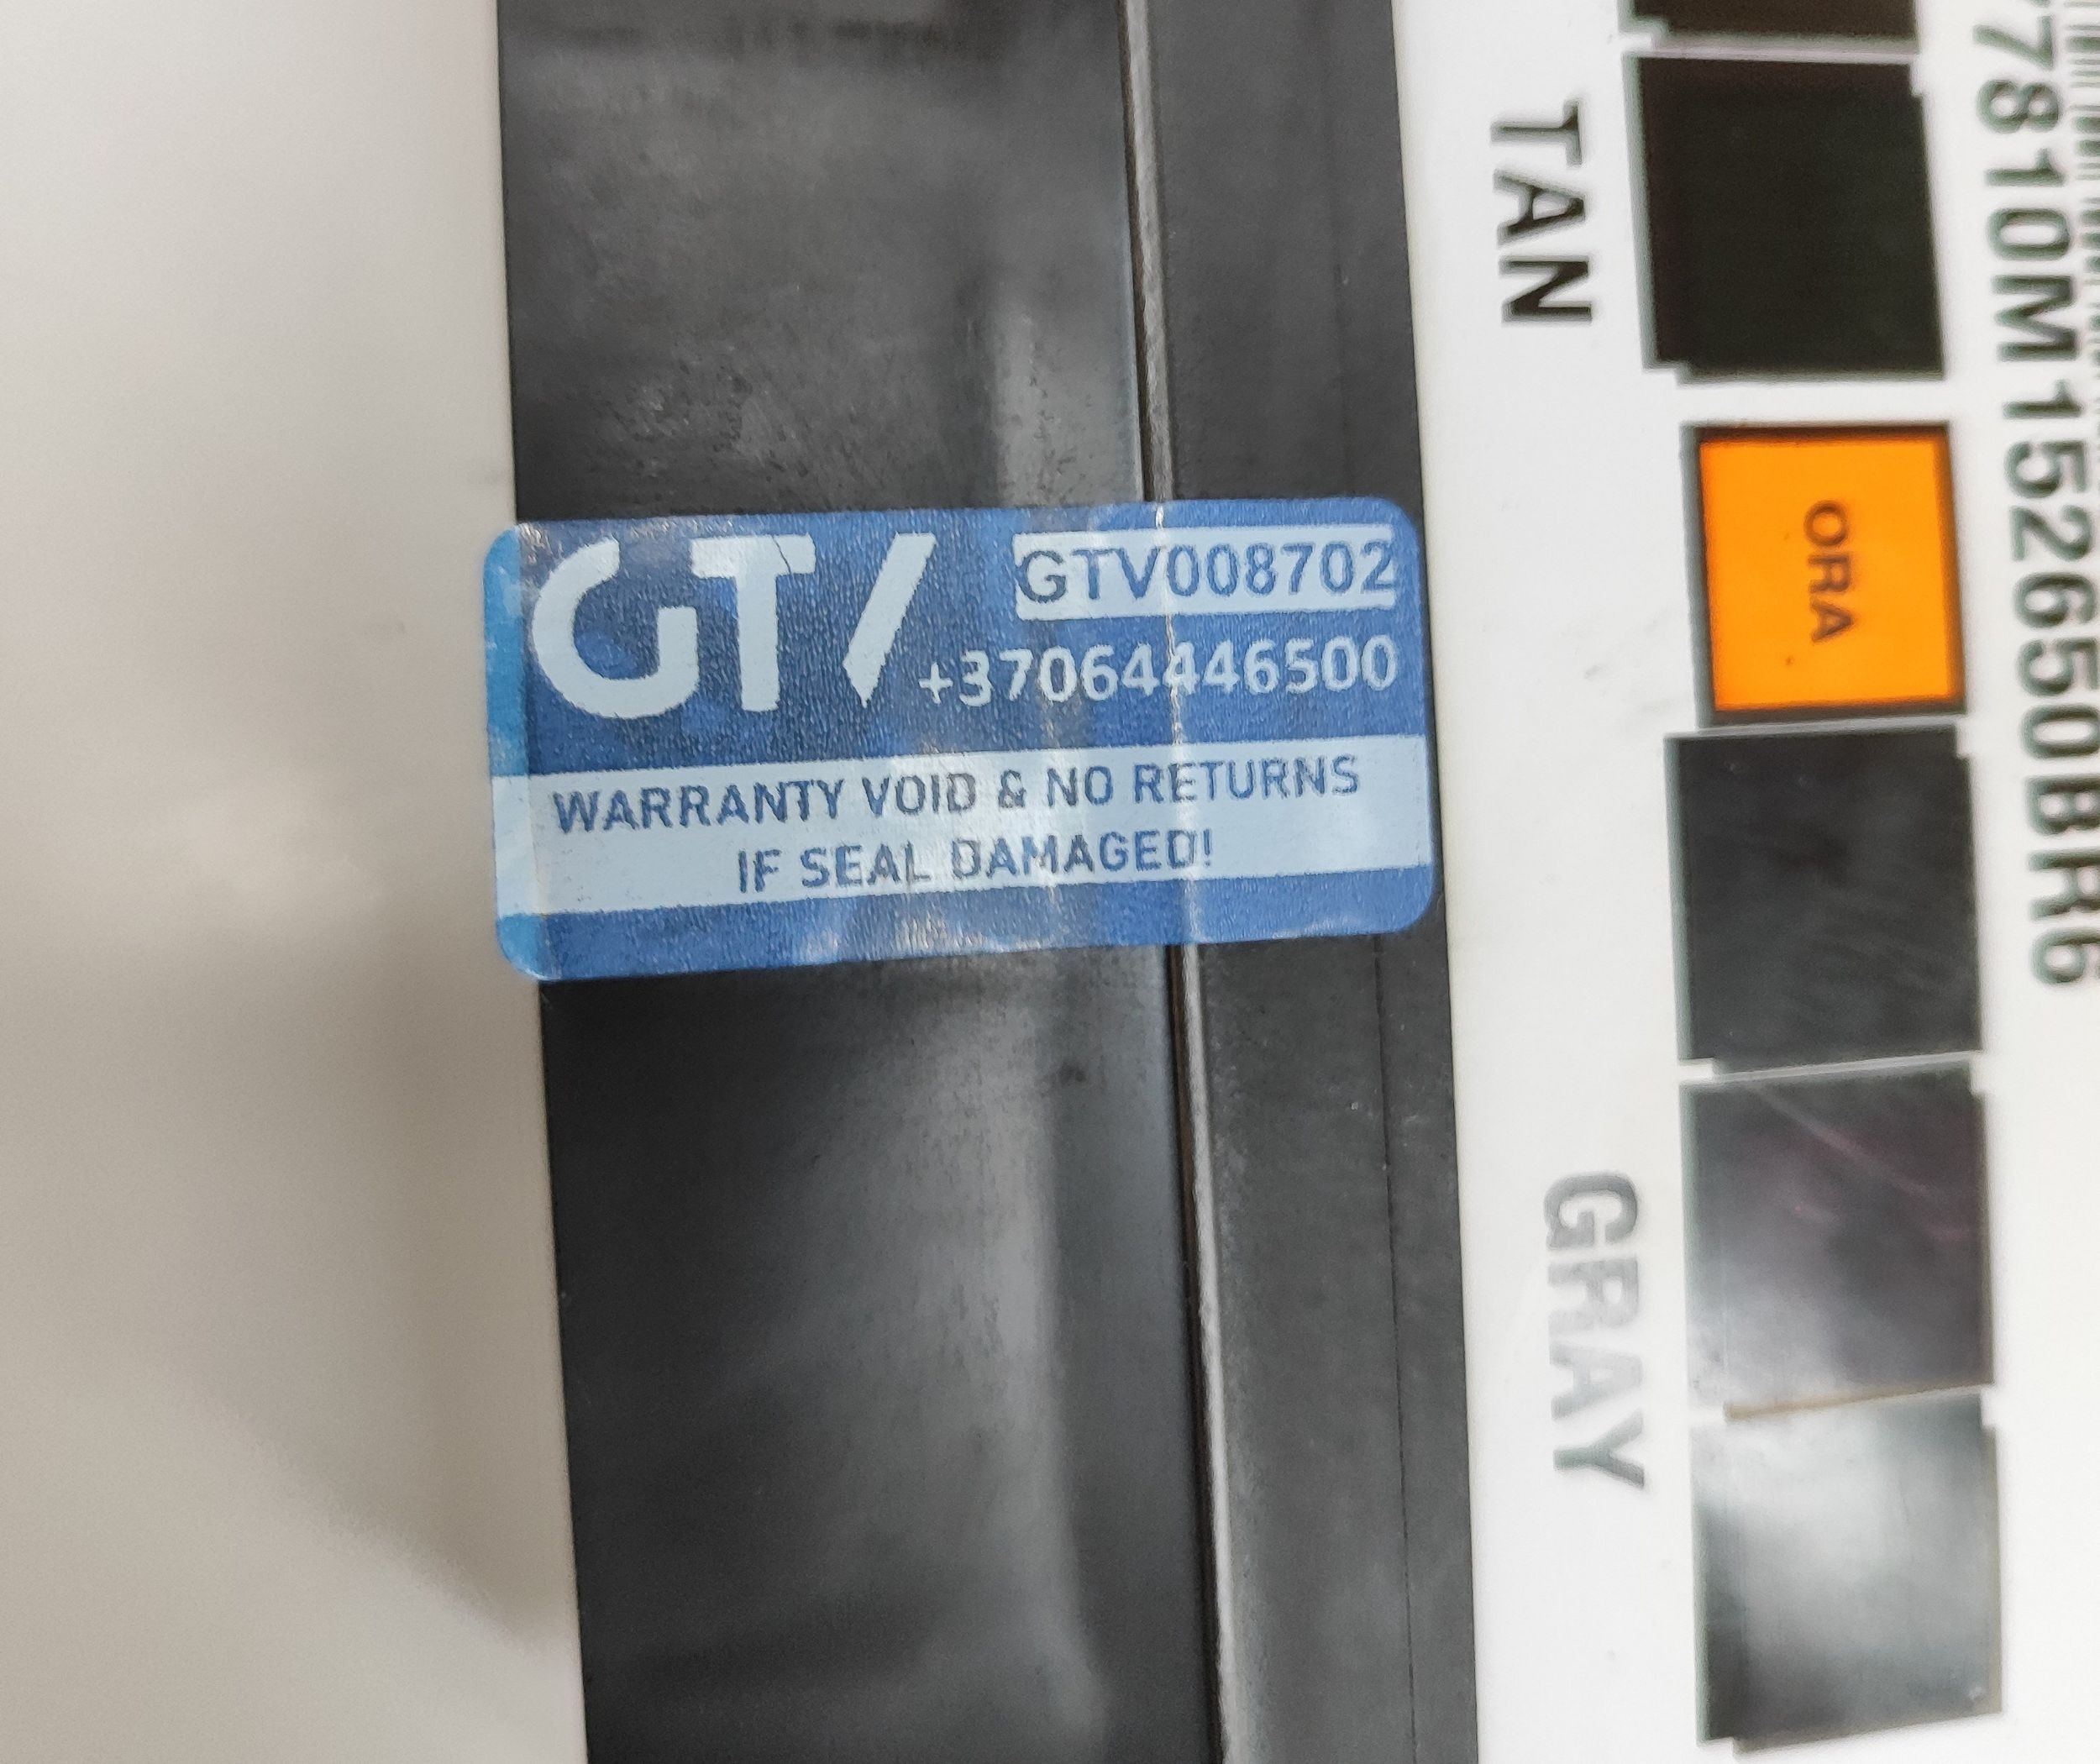 GTV
GTV008702
+37064446500
WARRANTY VOID & NO RETURNS
IF SEAL DAMAGED!
TAN
ORA
GRAY
7810M152650BR6